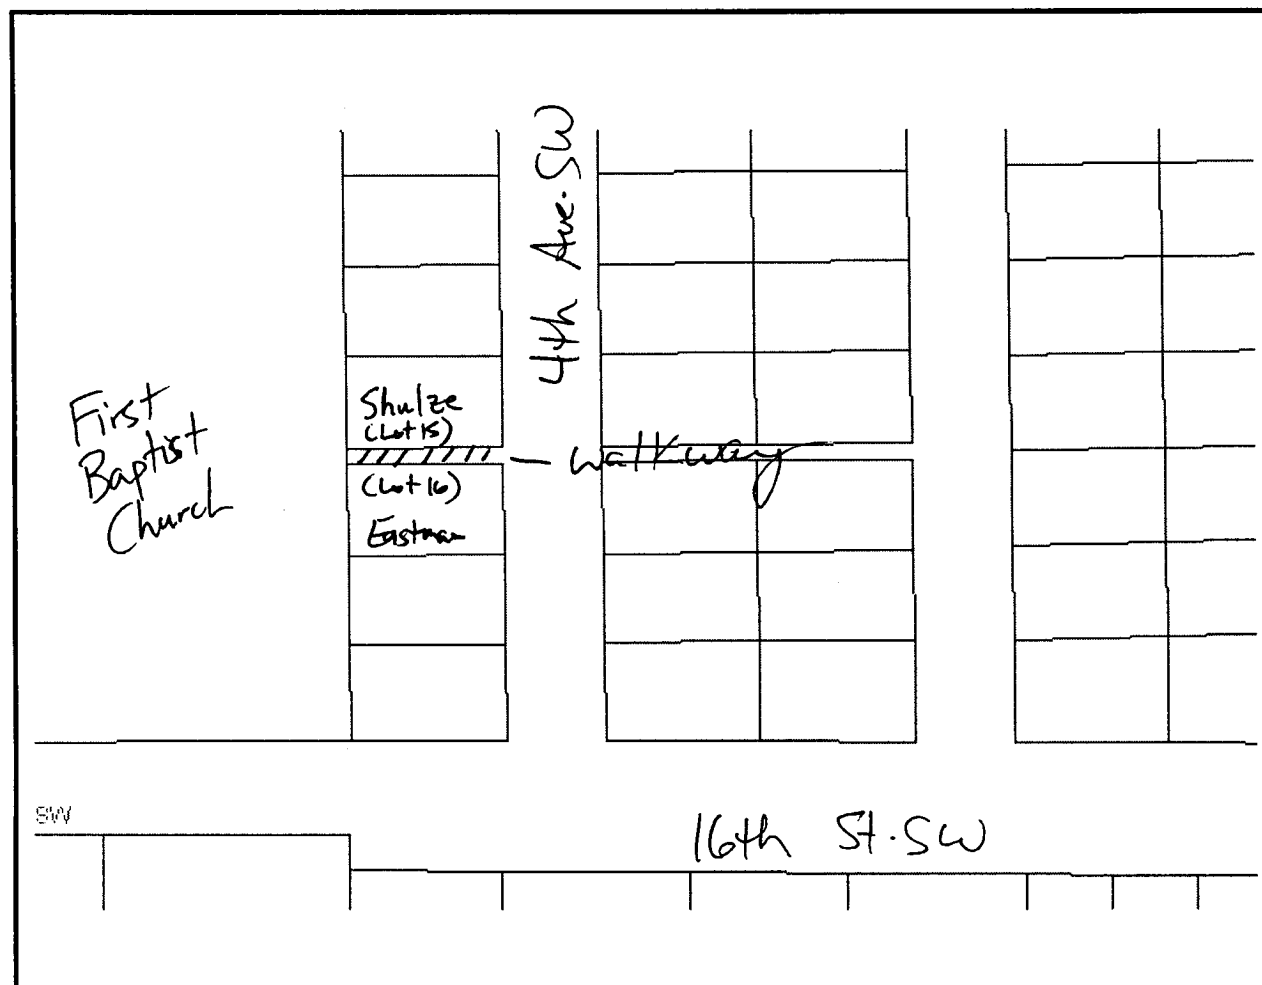 4th Ave. SW
First
Baptist
Church
Shulze
(Lot 15)
— walkway
(Lot 16)
Eastman
SW
16th St. SW